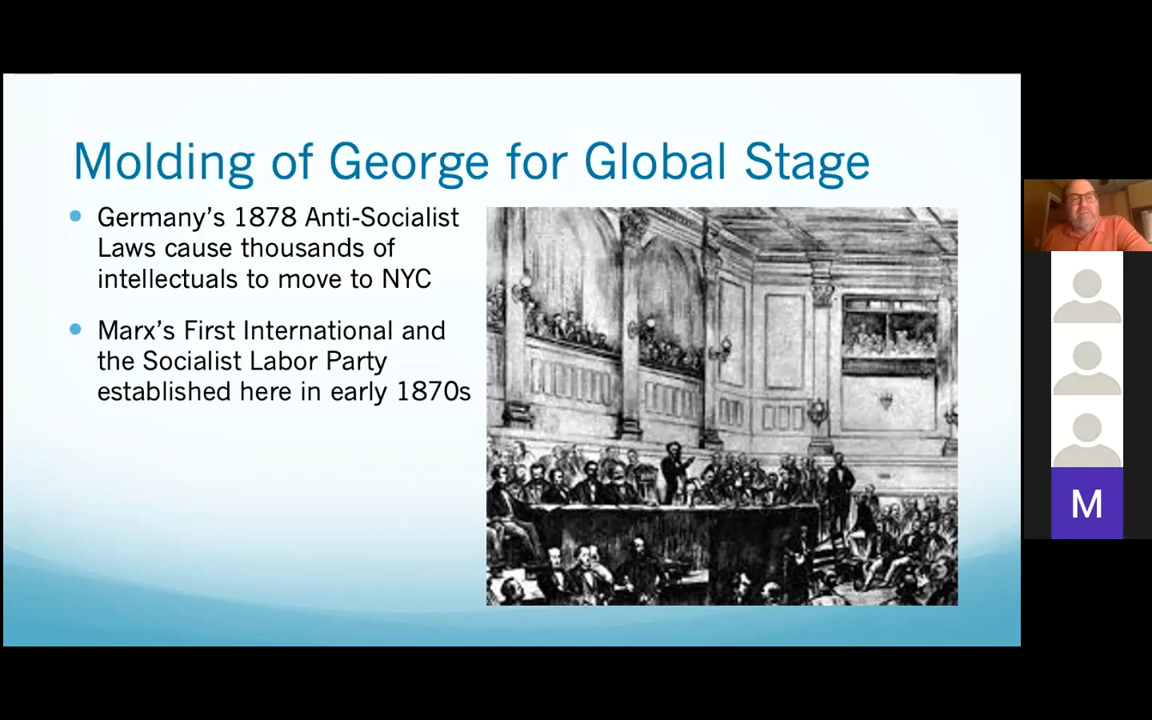 Molding of George for Global Stage
Germany’s 1878 Anti-Socialist
Laws cause thousands of
intellectuals to move to NYC
Marx’s First International and
the Socialist Labor Party
established here in early 1870s
M